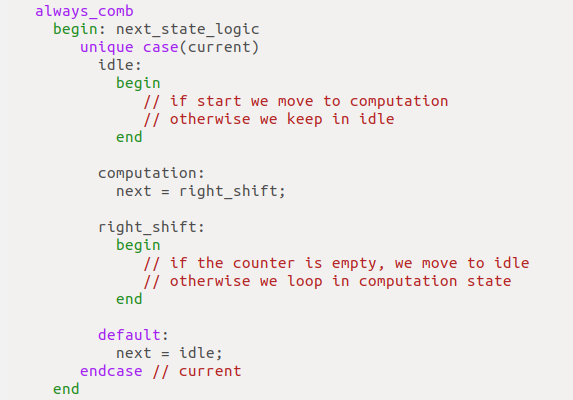 always_comb
begin: next_state_logic
unique case(current)
idle:
begin
// if start we move to computation
// otherwise we keep in idle
end
computation:
next = right_shift;
right_shift:
begin
// if the counter is empty, we move to idle
// otherwise we loop in computation state
end
default:
next = idle;
endcase // current
end